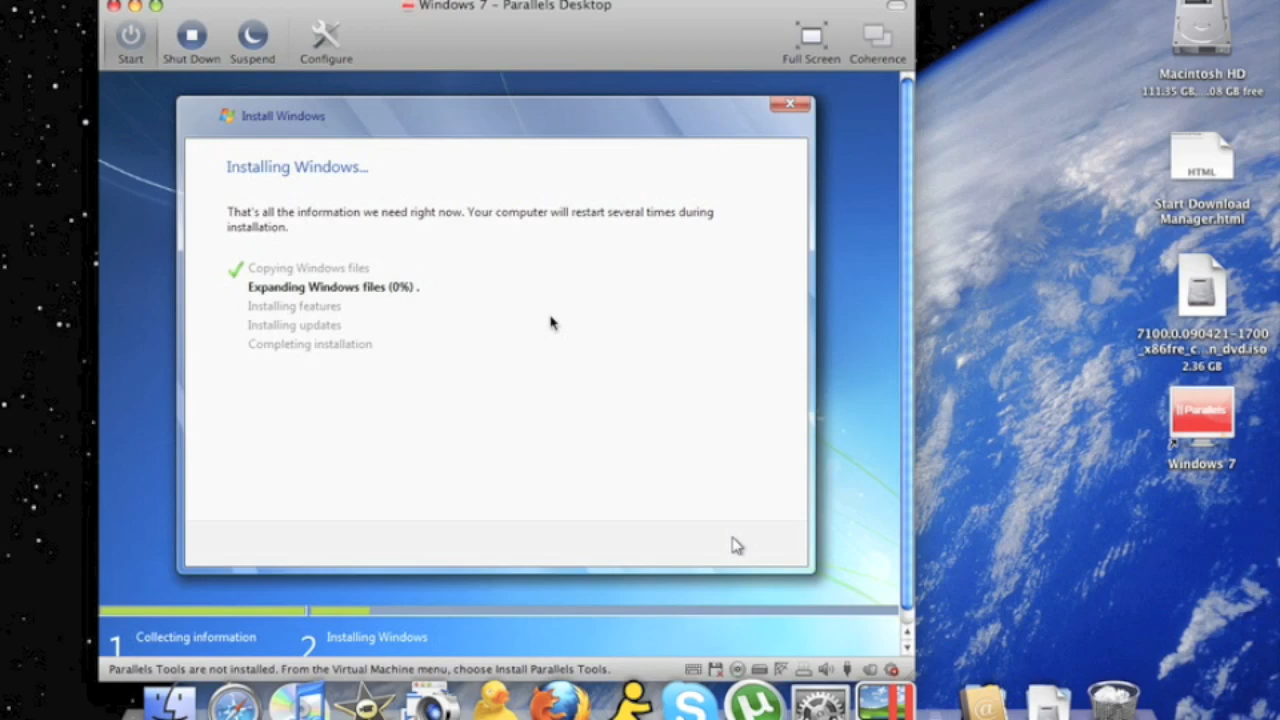 Windows 7 - Parallels Desktop
Start
Shut Down
Suspend
Configure
Full Screen
Coherence
Install Windows
Installing Windows...
That's all the information we need right now. Your computer will restart several times during
installation.
Copying Windows files
Expanding Windows files (0%) .
Installing features
Installing updates
Completing installation
1 Collecting information
2 Installing Windows
Parallels Tools are not installed. From the Virtual Machine menu, choose Install Parallels Tools.
Macintosh HD
111.35 GB, ...08 GB free
HTML
Start Download
Manager.html
7100.0.090421-1700
_x86fre_c...n_dvd.iso
2.36 GB
Parallels
Windows 7